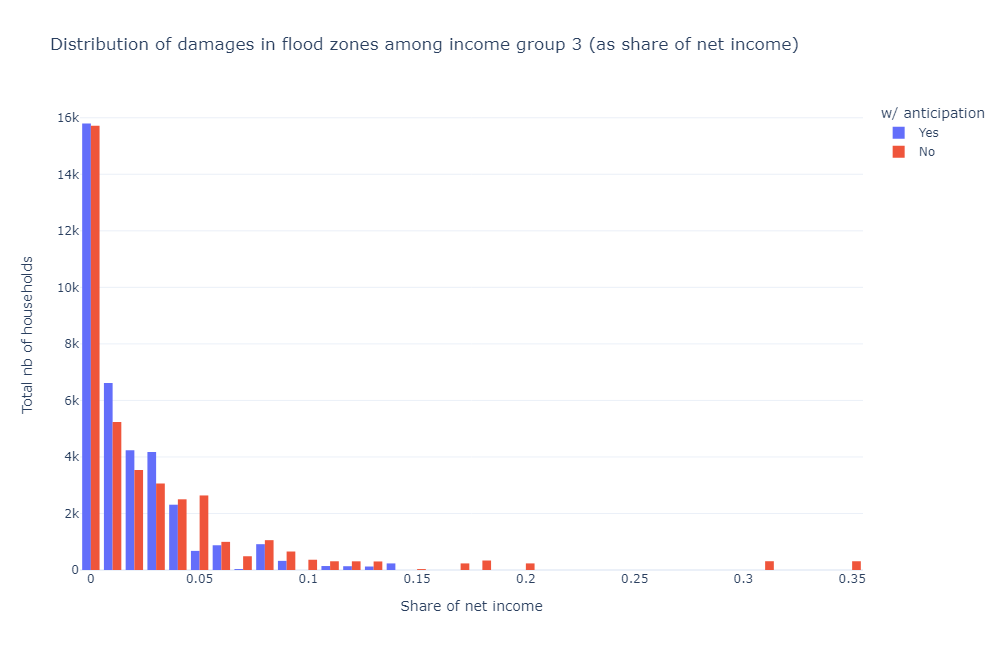 Distribution of damages in flood zones among income group 3 (as share of net income)
w/ anticipation
Yes
No
Total nb of households
16k
14k
12k
10k
8k
6k
4k
2k
0
0 0.05 0.1 0.15 0.2 0.25 0.3 0.35
Share of net income